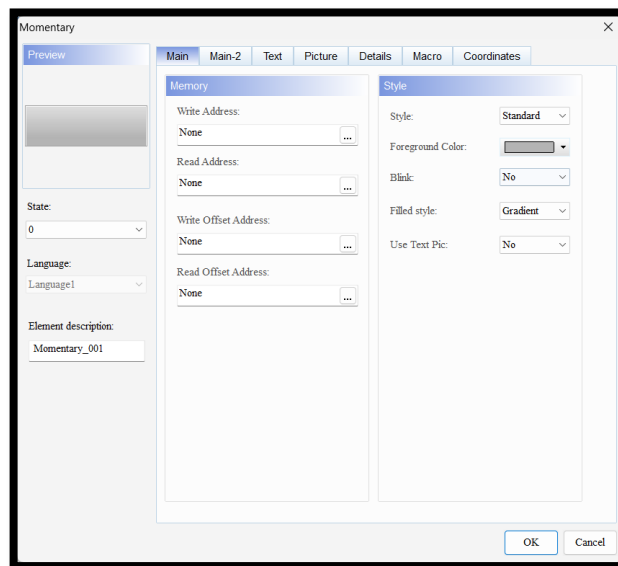 Momentary
Preview
State:
0
Language:
Language1
Element description:
Momentary_001
Main Main-2 Text Picture Details Macro Coordinates
Memory
Write Address:
None ...
Read Address:
None ...
Write Offset Address:
None ...
Read Offset Address:
None ...
Style
Style: Standard
Foreground Color:
Blink: No
Filled style: Gradient
Use Text Pic: No
OK Cancel